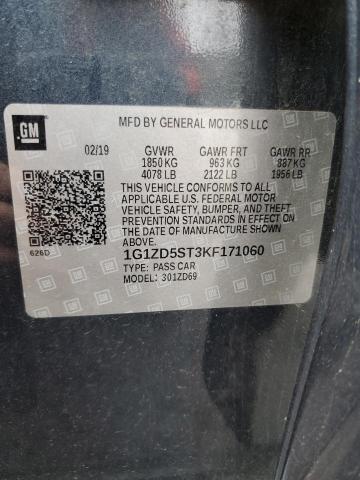 GM
MFD BY GENERAL MOTORS LLC
02/19 GVWR GAWR FRT GAWR RR
1850 KG 963 KG 887 KG
4078 LB 2122 LB 1956 LB
THIS VEHICLE CONFORMS TO ALL
APPLICABLE U.S. FEDERAL MOTOR
VEHICLE SAFETY, BUMPER, AND THEFT
PREVENTION STANDARDS IN EFFECT ON
THE DATE OF MANUFACTURE SHOWN
ABOVE.
626D 1G1ZD5ST3KF171060
TYPE: PASS CAR
MODEL: 301ZD69